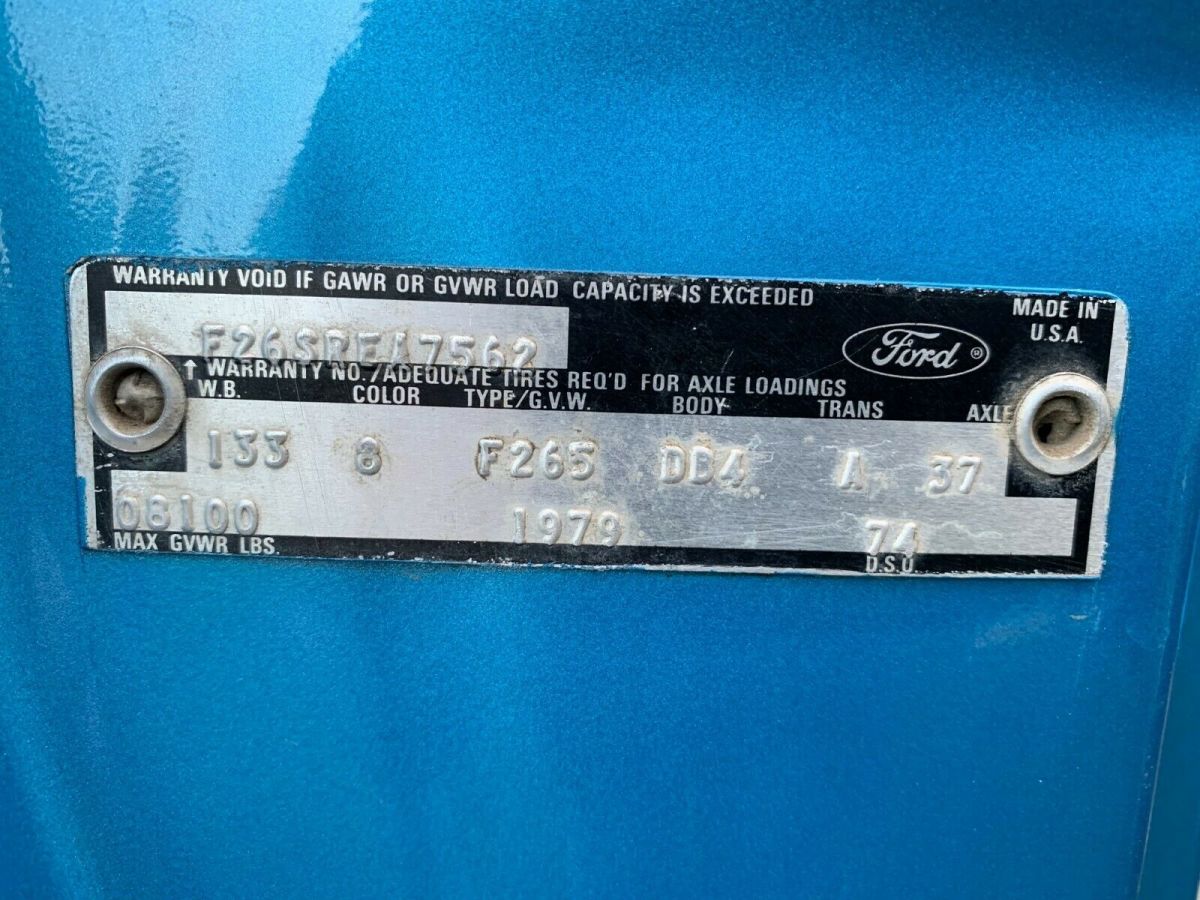 WARRANTY VOID IF GAWR OR GVWR LOAD CAPACITY IS EXCEEDED
MADE IN U.S.A.
F26SREA7562
Ford ®
↑ WARRANTY NO./ADEQUATE TIRES REQ'D FOR AXLE LOADINGS
W.B. COLOR TYPE/G.V.W. BODY TRANS AXLE
133 8 F265 DD4 A 37
08100 1979 74
MAX GVWR LBS. D.S.O